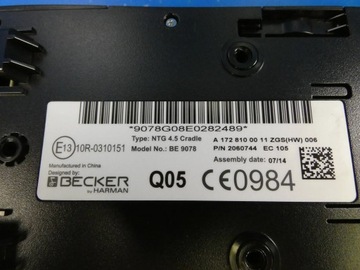 *9078G08E0282489*
Type: NTG 4.5 Cradle A 172 810 00 11 ZGS(HW) 006
E13 10R-0310151 Model No.: BE 9078 P/N 2060744 EC 105
Manufactured in China Assembly date: 07/14
Designed by:
BECKER Q05 CE0984
by HARMAN